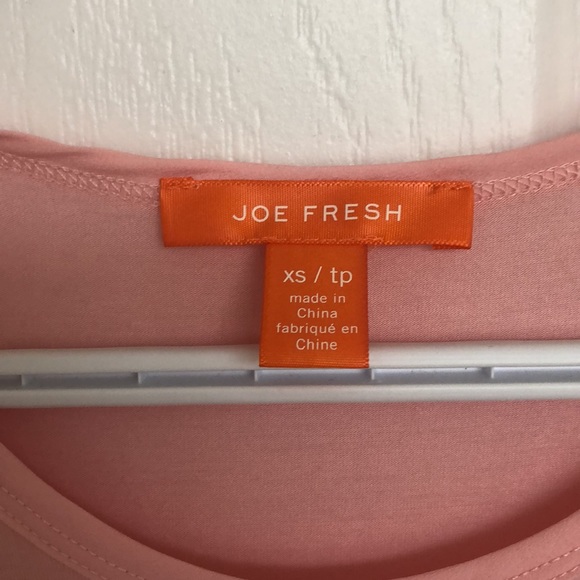 JOE FRESH
xs / tp
made in
China
fabriqué en
Chine